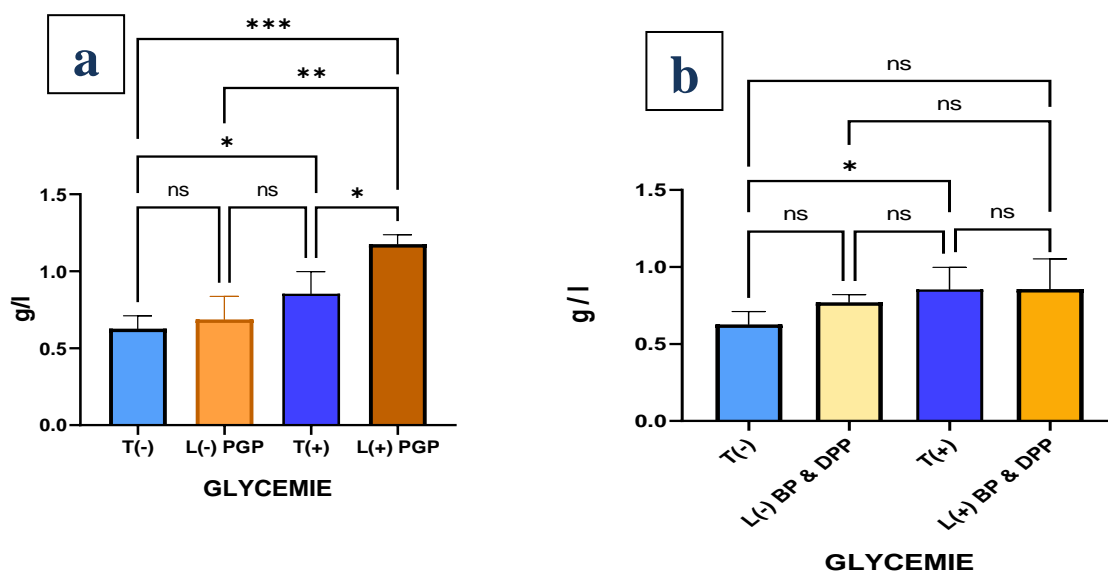 a
***
**
*
ns
ns
*
1.5
1.0
0.5
0.0
g/l
T(-)
L(-) PGP
T(+)
L(+) PGP
GLYCEMIE
b
ns
ns
*
ns
ns
ns
1.5
1.0
0.5
0.0
g / l
T(-)
L(-) BP & DPP
T(+)
L(+) BP & DPP
GLYCEMIE